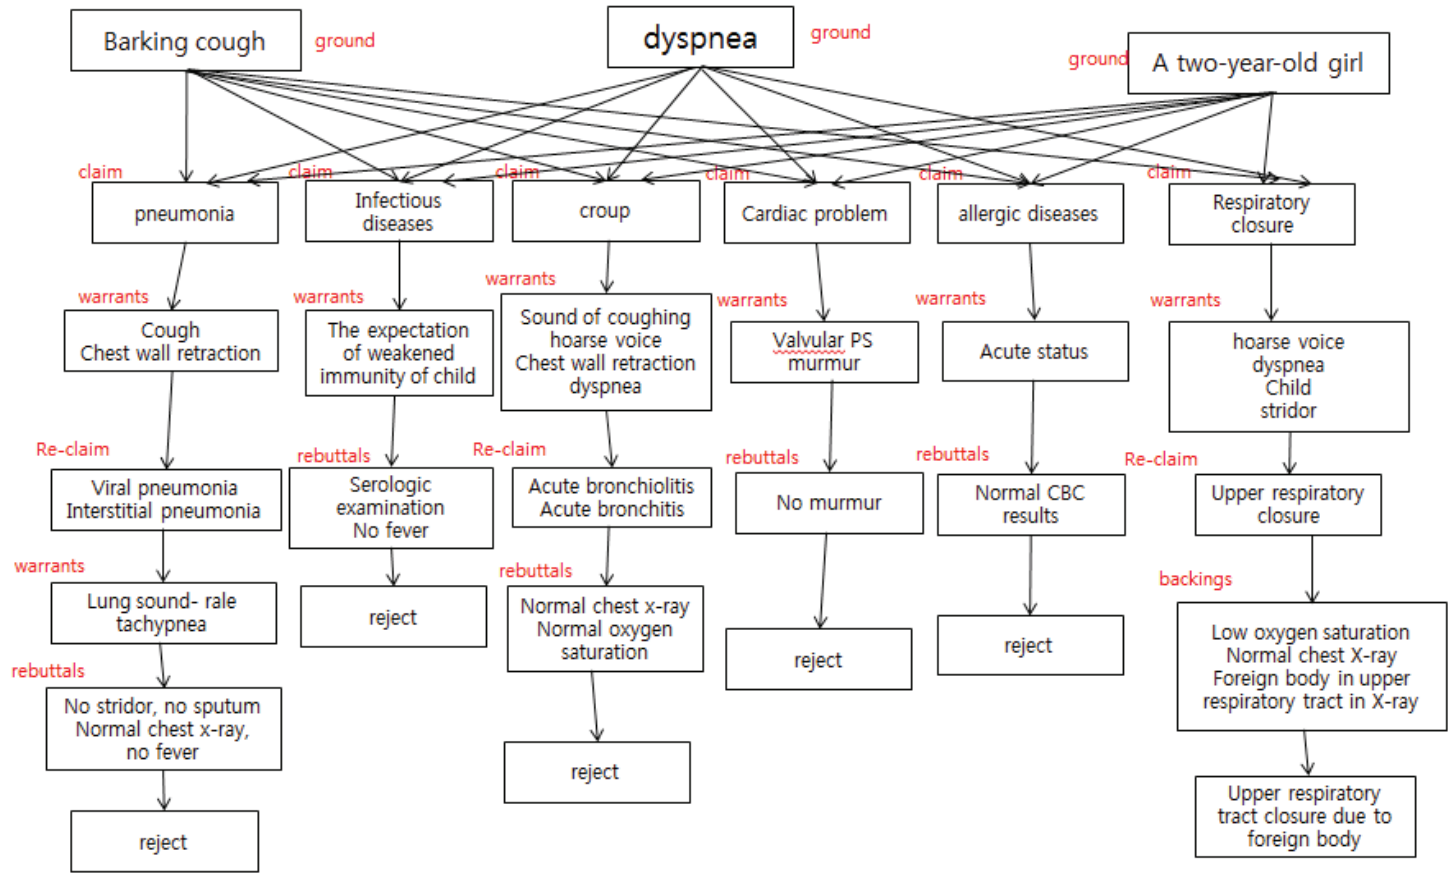 Barking cough
ground
dyspnea
ground
ground
A two-year-old girl
claim
pneumonia
warrants
Cough
Chest wall retraction
Re-claim
Viral pneumonia
Interstitial pneumonia
warrants
Lung sound- rale
tachypnea
rebuttals
No stridor, no sputum
Normal chest x-ray,
no fever
reject
claim
Infectious
diseases
warrants
The expectation
of weakened
immunity of child
rebuttals
Serologic
examination
No fever
reject
claim
croup
warrants
Sound of coughing
hoarse voice
Chest wall retraction
dyspnea
Re-claim
Acute bronchiolitis
Acute bronchitis
rebuttals
Normal chest x-ray
Normal oxygen
saturation
reject
claim
Cardiac problem
warrants
Valvular PS
murmur
rebuttals
No murmur
reject
claim
allergic diseases
warrants
Acute status
rebuttals
Normal CBC
results
reject
claim
Respiratory
closure
warrants
hoarse voice
dyspnea
Child
stridor
Re-claim
Upper respiratory
closure
backings
Low oxygen saturation
Normal chest X-ray
Foreign body in upper
respiratory tract in X-ray
Upper respiratory
tract closure due to
foreign body